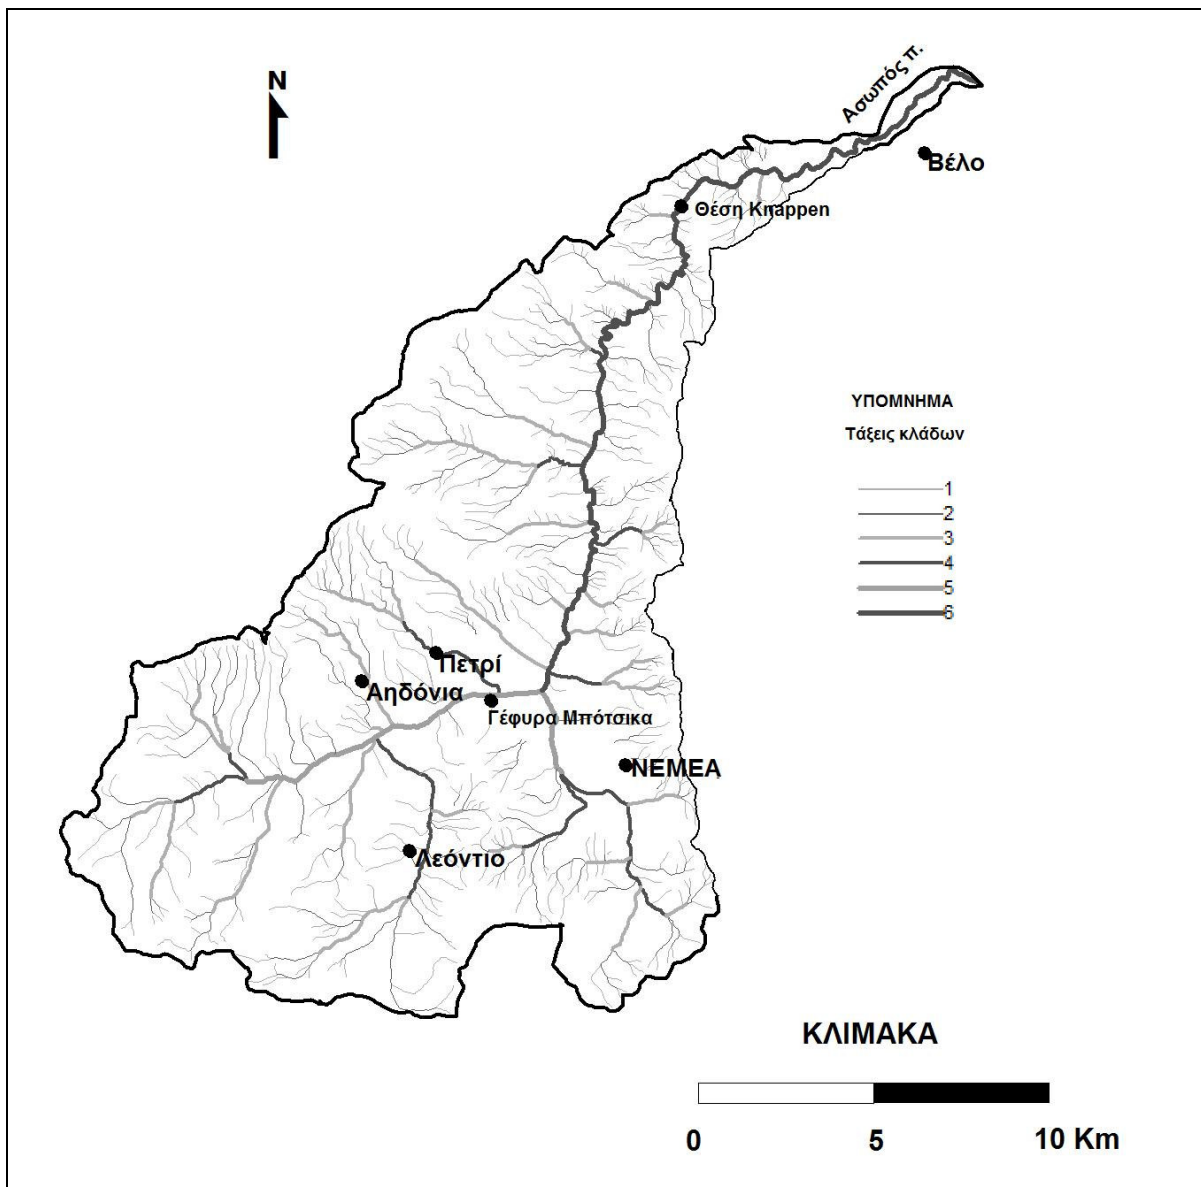 N
Ασωπός π.
Βέλο
Θέση Knappen
ΥΠΟΜΝΗΜΑ
Τάξεις κλάδων
1
2
3
4
5
6
Πετρί
Αηδόνια
Γέφυρα Μπότσικα
ΝΕΜΕΑ
Λεόντιο
ΚΛΙΜΑΚΑ
0 5 10 Km